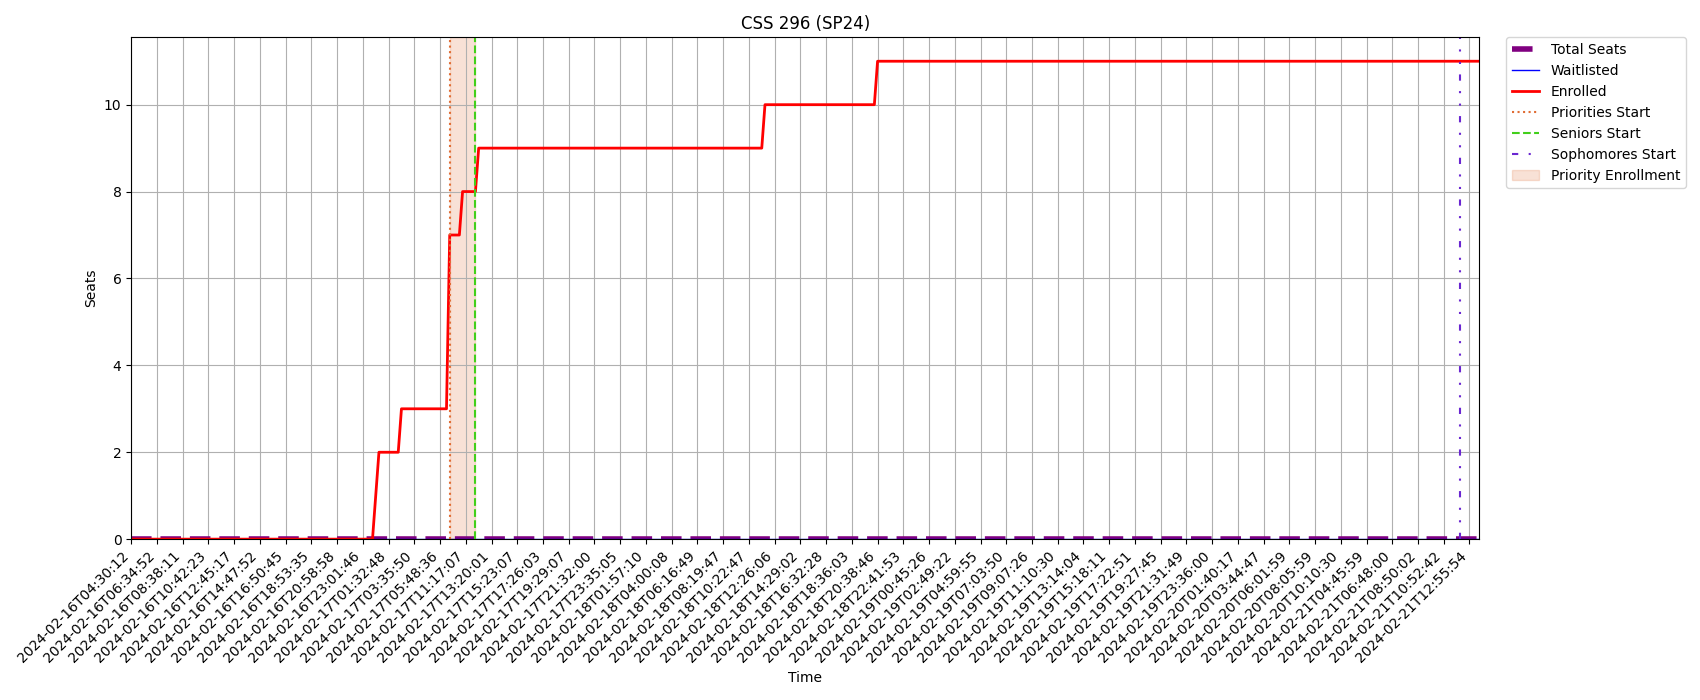 CSS 296 (SP24)
Seats
10
8
6
4
2
0
2024-02-16T04:30:12
2024-02-16T06:34:52
2024-02-16T08:38:11
2024-02-16T10:42:23
2024-02-16T12:45:17
2024-02-16T14:47:52
2024-02-16T16:50:45
2024-02-16T18:53:35
2024-02-16T20:58:58
2024-02-16T23:01:46
2024-02-17T01:32:48
2024-02-17T03:35:50
2024-02-17T05:48:36
2024-02-17T11:17:07
2024-02-17T13:20:01
2024-02-17T15:23:07
2024-02-17T17:26:03
2024-02-17T19:29:07
2024-02-17T21:32:00
2024-02-17T23:35:05
2024-02-18T01:57:10
2024-02-18T04:00:08
2024-02-18T06:16:49
2024-02-18T08:19:47
2024-02-18T10:22:47
2024-02-18T12:26:06
2024-02-18T14:29:02
2024-02-18T16:32:28
2024-02-18T18:36:03
2024-02-18T20:38:46
2024-02-18T22:41:53
2024-02-19T00:45:26
2024-02-19T02:49:22
2024-02-19T04:59:55
2024-02-19T07:03:50
2024-02-19T09:07:26
2024-02-19T11:10:30
2024-02-19T13:14:04
2024-02-19T15:18:11
2024-02-19T17:22:51
2024-02-19T19:27:45
2024-02-19T21:31:49
2024-02-19T23:36:00
2024-02-20T01:40:17
2024-02-20T03:44:47
2024-02-20T06:01:59
2024-02-20T08:05:59
2024-02-20T10:10:30
2024-02-21T04:45:59
2024-02-21T06:48:00
2024-02-21T08:50:02
2024-02-21T10:52:42
2024-02-21T12:55:54
Time
Total Seats
Waitlisted
Enrolled
Priorities Start
Seniors Start
Sophomores Start
Priority Enrollment